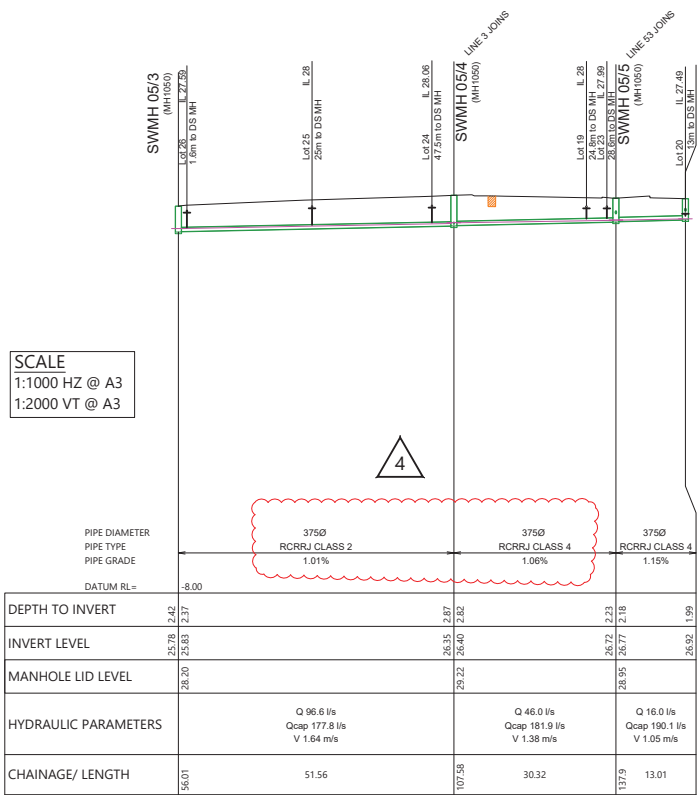 SWMH 05/3
(MH1050)
Lot 26 IL 27.59
1.6m to DS MH
Lot 25 IL 28
25m to DS MH
Lot 24 IL 28.06
47.5m to DS MH
SWMH 05/4
(MH1050)
LINE 3 JOINS
Lot 19 IL 28
24.8m to DS MH
Lot 23 IL 27.99
28.6m to DS MH
SWMH 05/5
(MH1050)
LINE 53 JOINS
Lot 20 IL 27.49
13m to DS MH
SCALE
1:1000 HZ @ A3
1:2000 VT @ A3
4
PIPE DIAMETER 375Ø 375Ø 375Ø
PIPE TYPE RCRRJ CLASS 2 RCRRJ CLASS 4 RCRRJ CLASS 4
PIPE GRADE 1.01% 1.06% 1.15%
DATUM RL= -8.00
DEPTH TO INVERT 2.42 2.37 2.87 2.82 2.23 2.18 1.99
INVERT LEVEL 25.78 25.83 26.35 26.40 26.72 26.77 26.92
MANHOLE LID LEVEL 28.20 29.22 28.95
HYDRAULIC PARAMETERS
Q 96.6 l/s
Qcap 177.8 l/s
V 1.64 m/s
Q 46.0 l/s
Qcap 181.9 l/s
V 1.38 m/s
Q 16.0 l/s
Qcap 190.1 l/s
V 1.05 m/s
CHAINAGE/ LENGTH 56.01 51.56 107.58 30.32 137.9 13.01